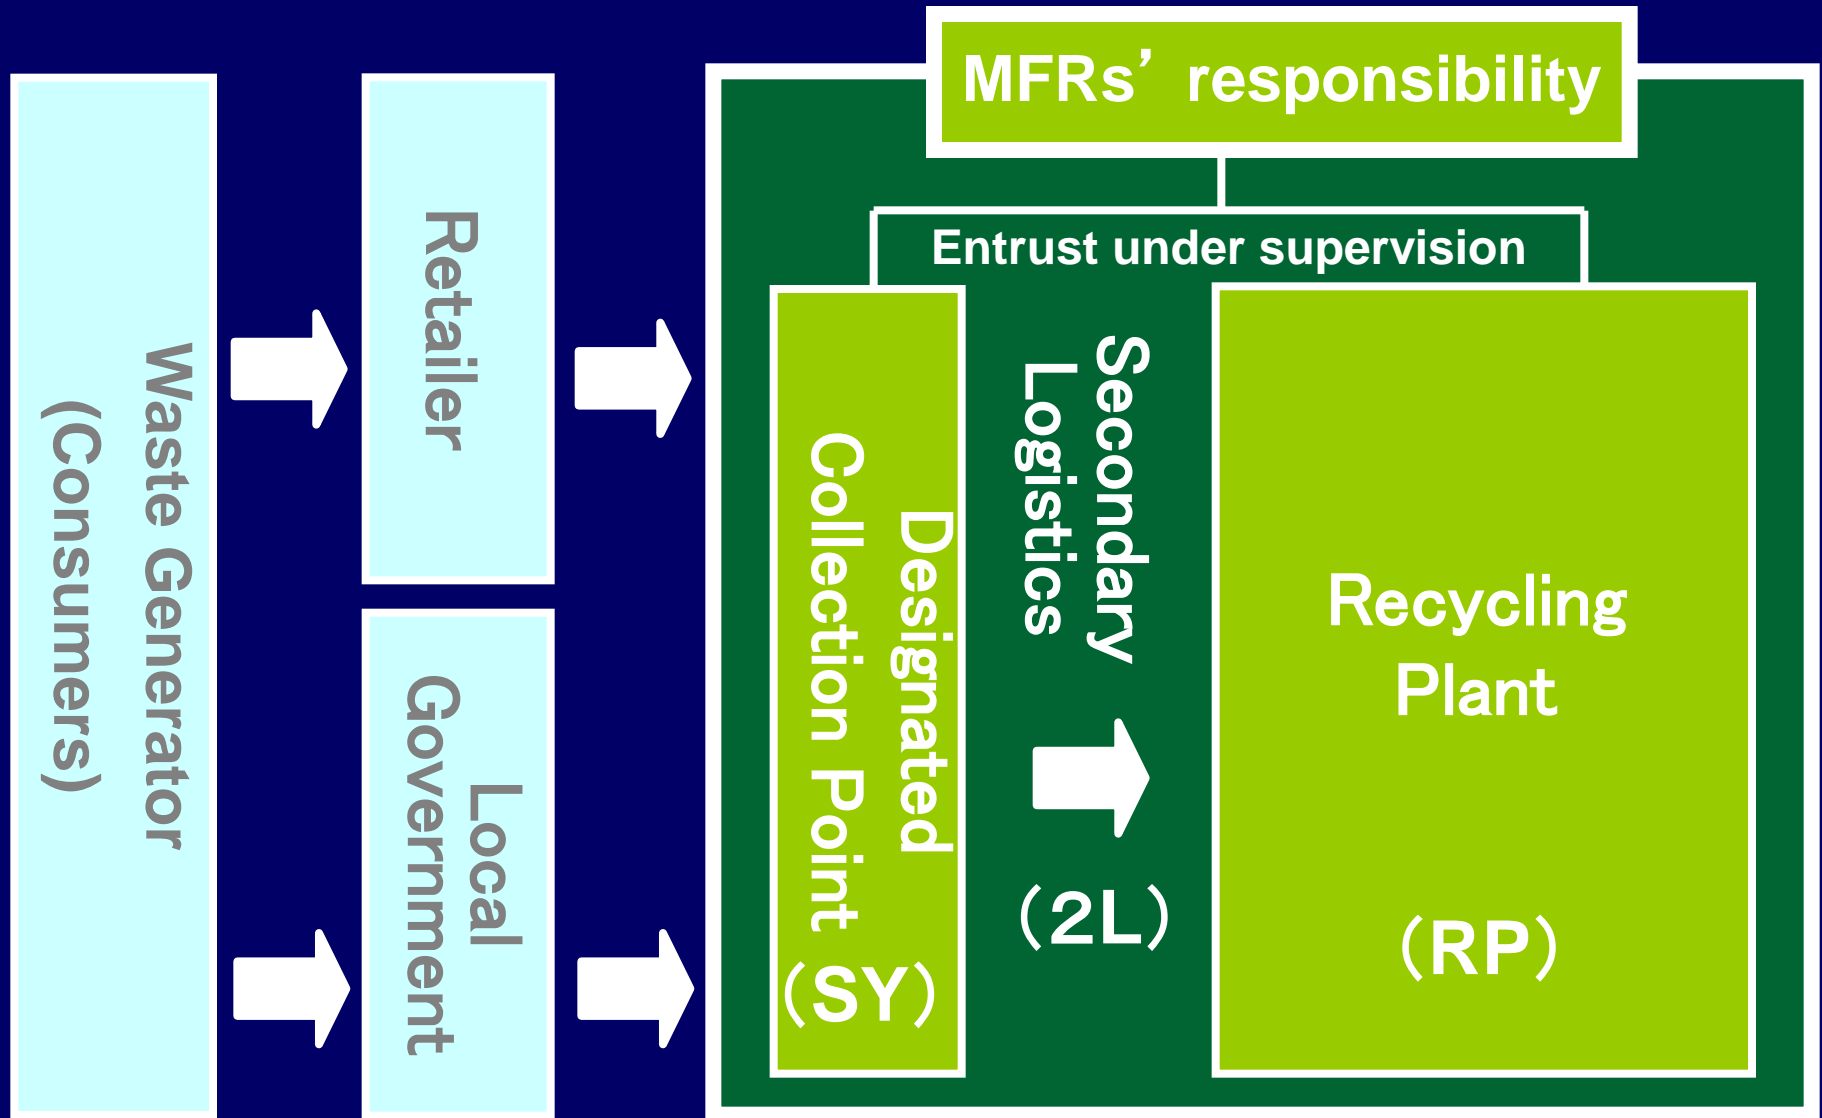 MFRs’ responsibility
Entrust under supervision
Waste Generator
(Consumers)
Retailer
Local
Government
Designated
Collection Point
（SY）
Secondary
Logistics
（2L）
Recycling
Plant
（RP）